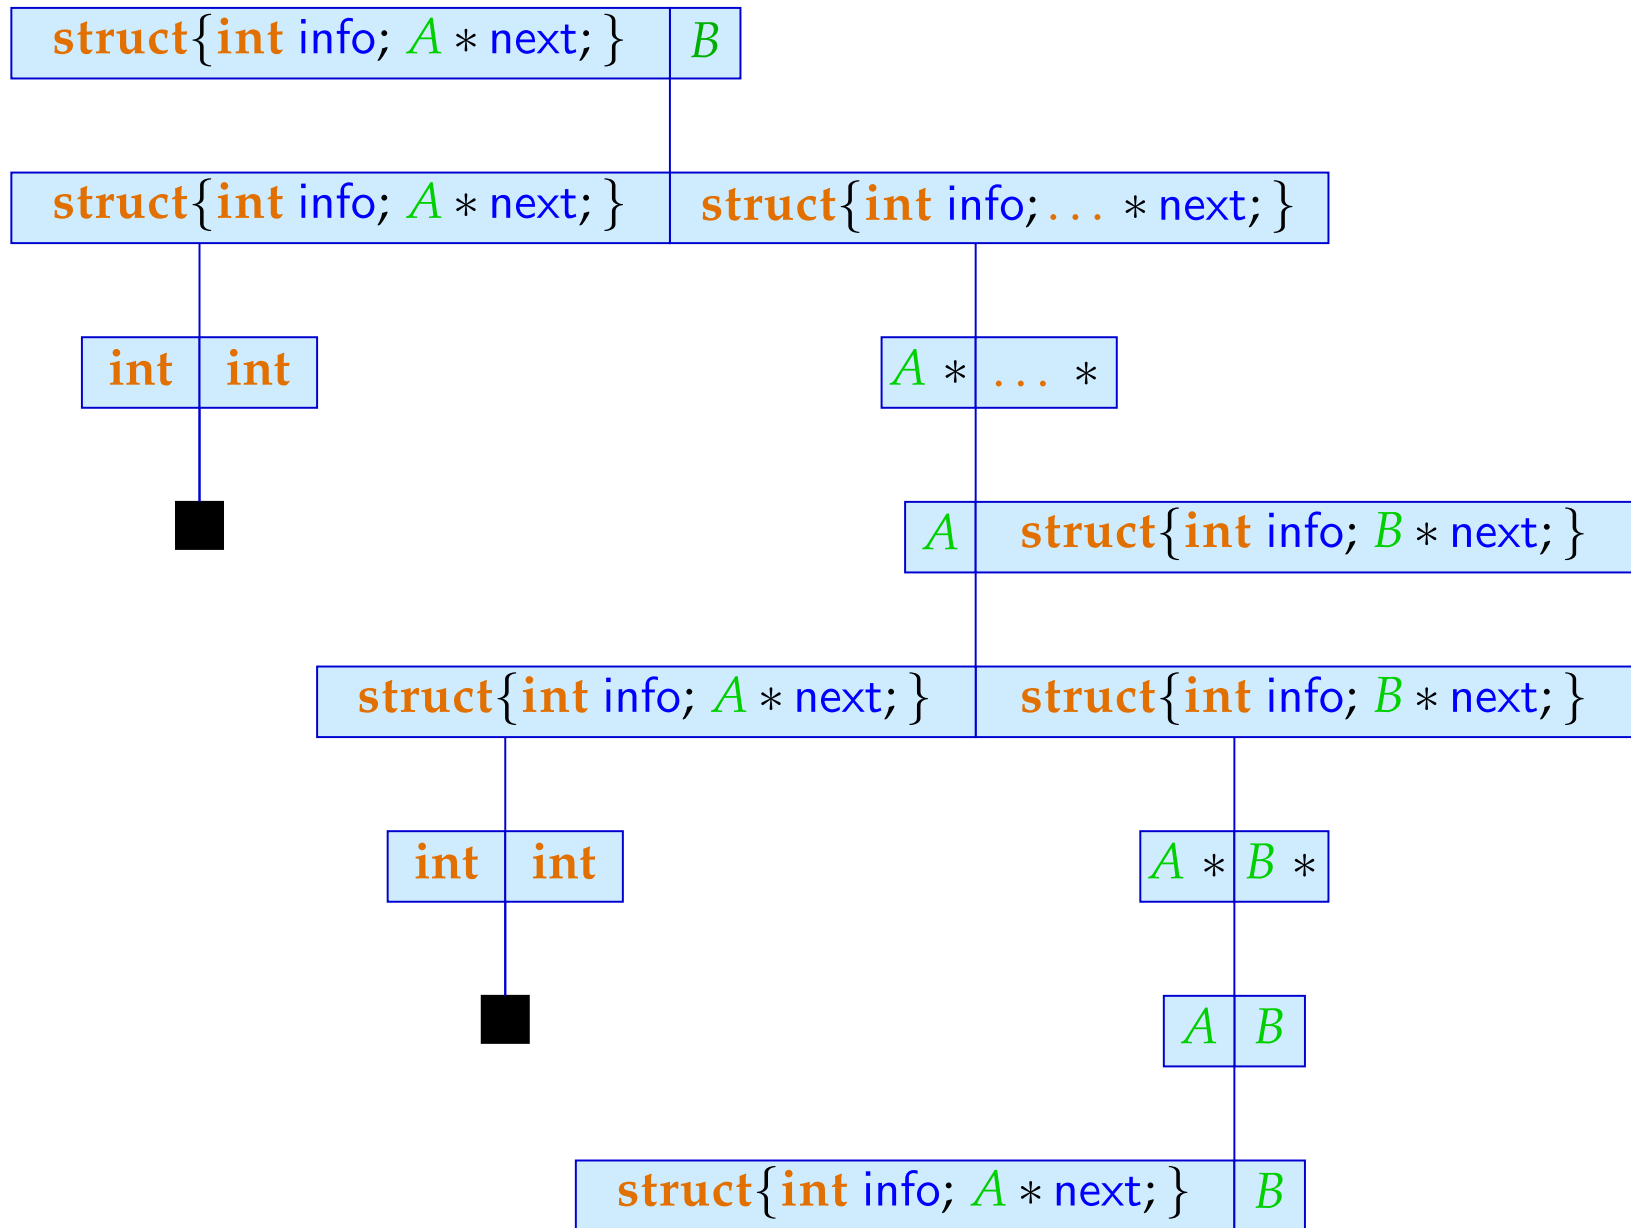 struct{int info; A * next; } B
struct{int info; A * next; } struct{int info; . . . * next; }
int int A * . . . *
A struct{int info; B * next; }
struct{int info; A * next; } struct{int info; B * next; }
int int A * B *
A B
struct{int info; A * next; } B